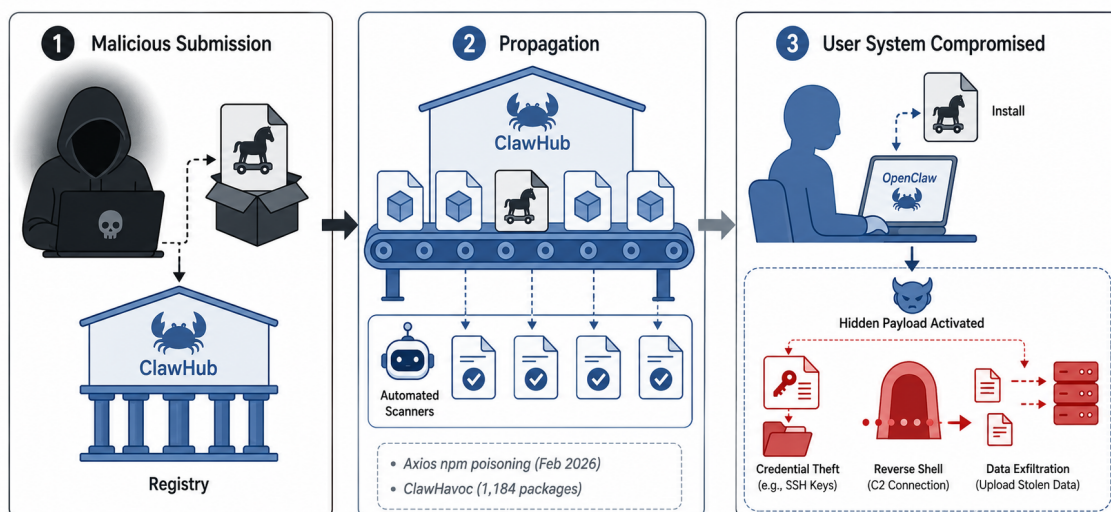 1 Malicious Submission
ClawHub
Registry
2 Propagation
ClawHub
Automated
Scanners
• Axios npm poisoning (Feb 2026)
• ClawHavoc (1,184 packages)
3 User System Compromised
Install
OpenClaw
Hidden Payload Activated
Credential Theft
(e.g., SSH Keys)
Reverse Shell
(C2 Connection)
Data Exfiltration
(Upload Stolen Data)